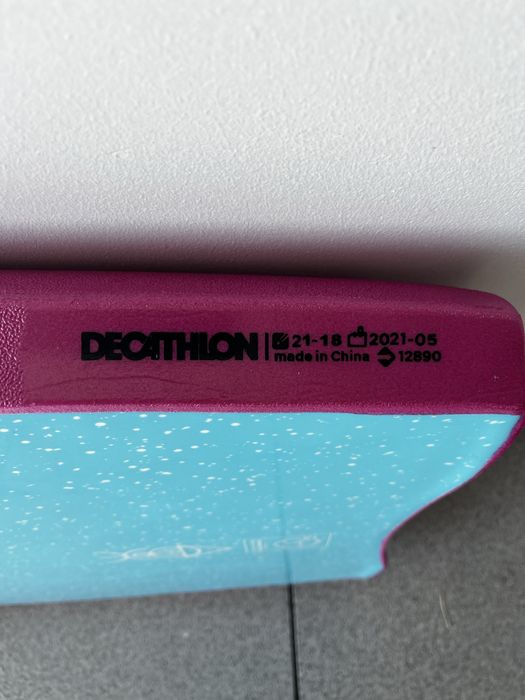 DECATHLON | 21-18 2021-05
made in China 12890